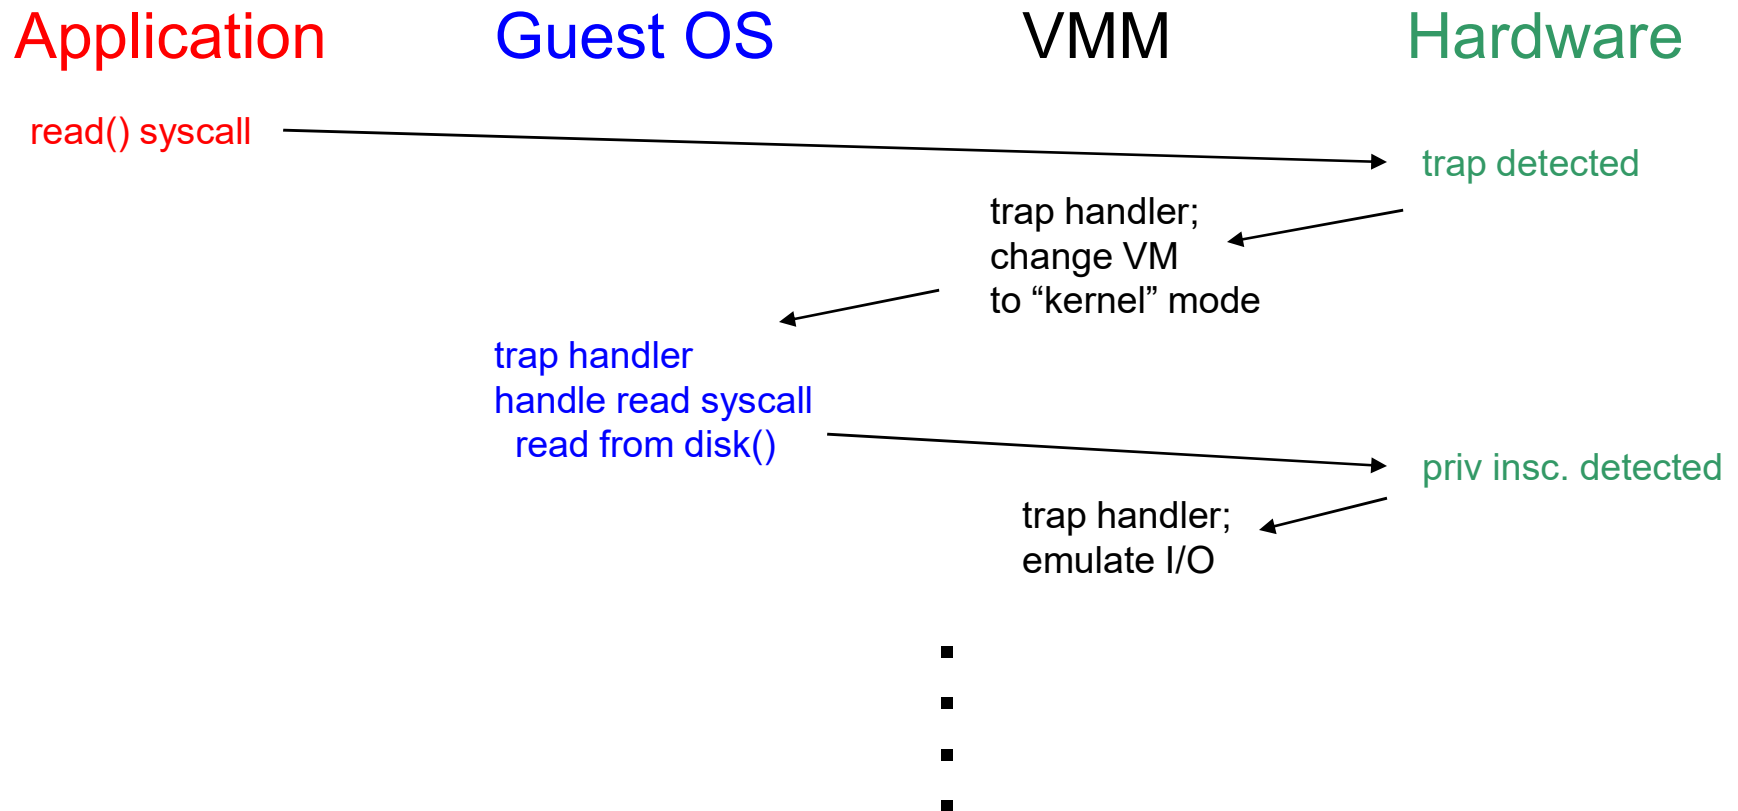 Application Guest OS VMM Hardware
read() syscall
trap detected
trap handler;
change VM
to “kernel” mode
trap handler
handle read syscall
read from disk()
priv insc. detected
trap handler;
emulate I/O